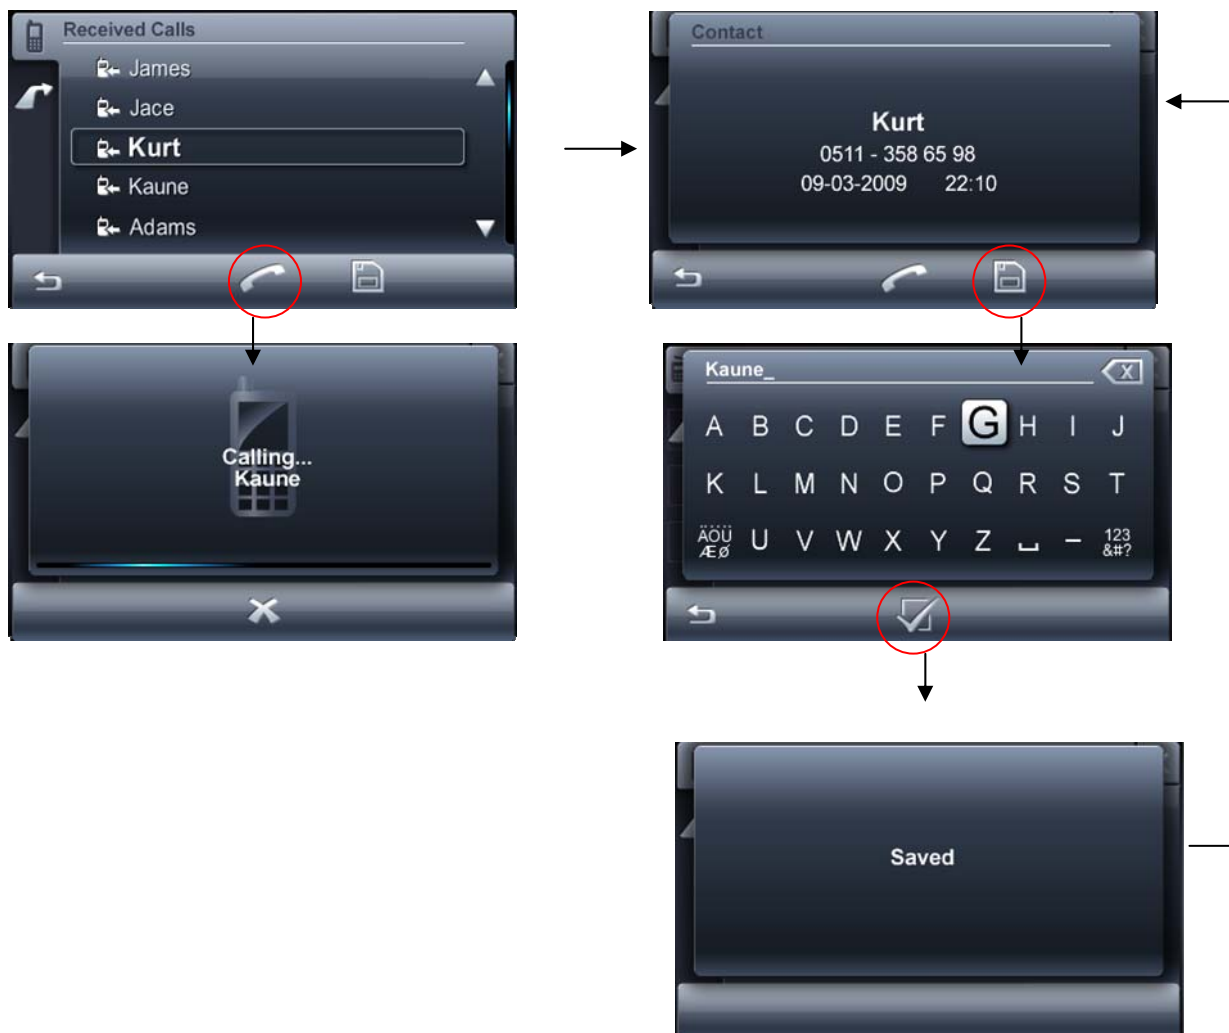 Received Calls
James
Jace
Kurt
Kaune
Adams
Contact
Kurt
0511 - 358 65 98
09-03-2009 22:10
Calling...
Kaune
Kaune_
X
A B C D E F G H I J
K L M N O P Q R S T
ÄÖÜ U V W X Y Z ⎵ – 123
ÆØ &#?
Saved